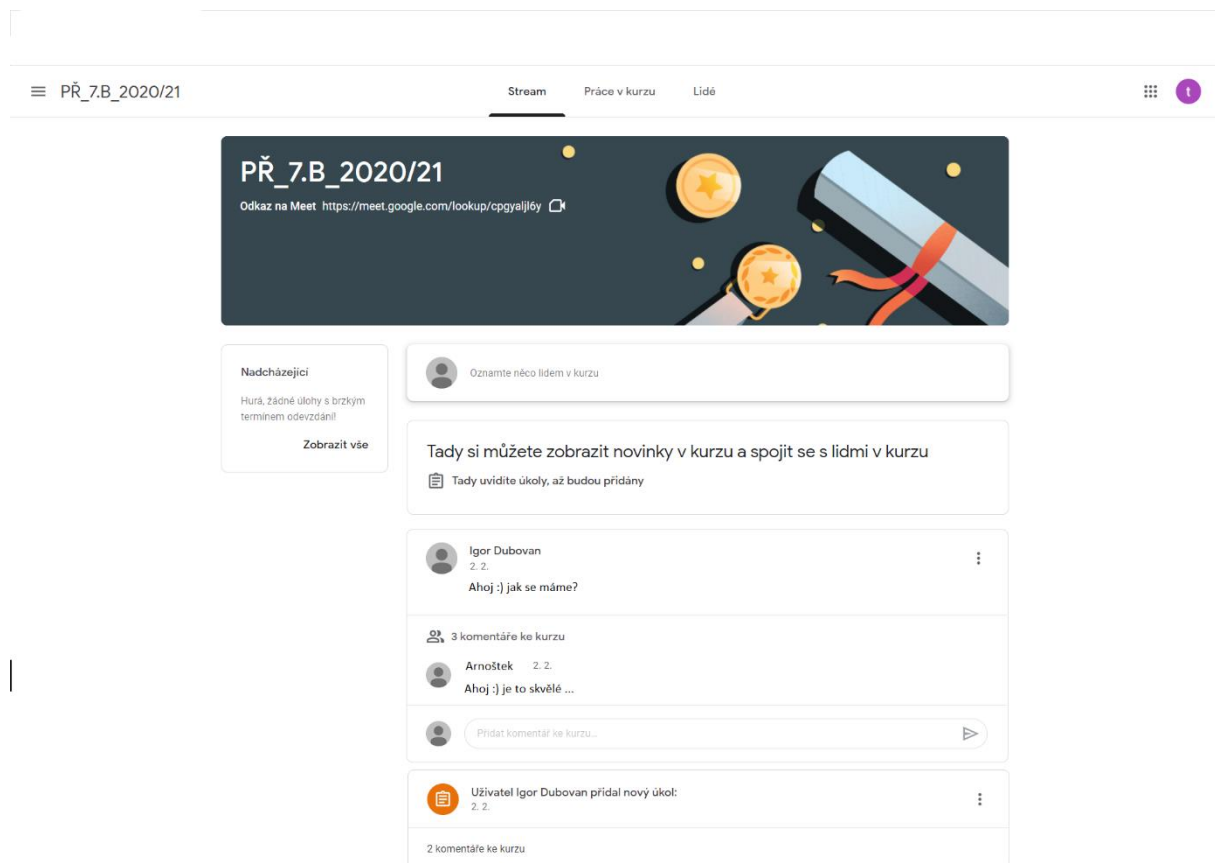 PŘ_7.B_2020/21
Stream Práce v kurzu Lidé
t
PŘ_7.B_2020/21
Odkaz na Meet https://meet.google.com/lookup/cpgyaljl6y
Nadcházející
Hurá, žádné úlohy s brzkým
termínem odevzdání!
Zobrazit vše
Oznamte něco lidem v kurzu
Tady si můžete zobrazit novinky v kurzu a spojit se s lidmi v kurzu
Tady uvidíte úkoly, až budou přidány
Igor Dubovan
2. 2.
Ahoj :) jak se máme?
3 komentáře ke kurzu
Arnoštek 2. 2.
Ahoj :) je to skvělé ...
Přidat komentář ke kurzu...
Uživatel Igor Dubovan přidal nový úkol:
2. 2.
2 komentáře ke kurzu